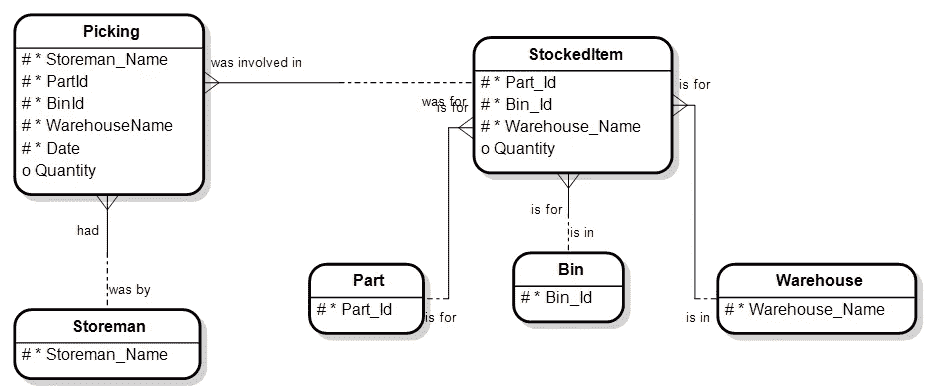 Picking
# * Storeman_Name
# * PartId
# * BinId
# * WarehouseName
# * Date
o Quantity
was involved in
was for
StockedItem
# * Part_Id
# * Bin_Id
# * Warehouse_Name
o Quantity
is for
is for
is for
is in
had
was by
Storeman
# * Storeman_Name
Part
# * Part_Id
is for
Bin
# * Bin_Id
is in
Warehouse
# * Warehouse_Name